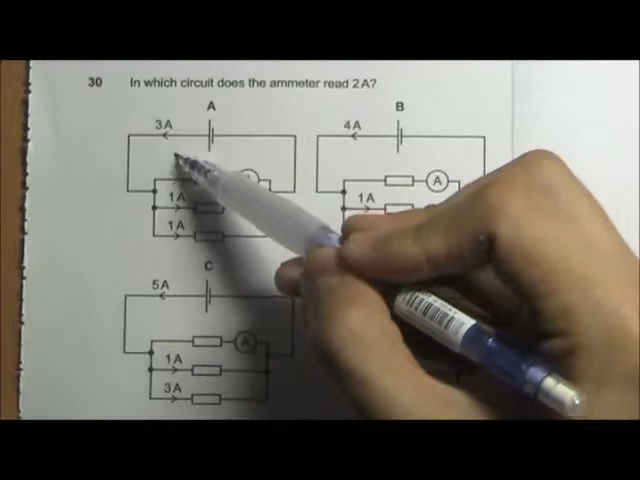 30 In which circuit does the ammeter read 2A?
A B
3A 4A
A
1A 1A
1A
C
5A
A
1A
3A